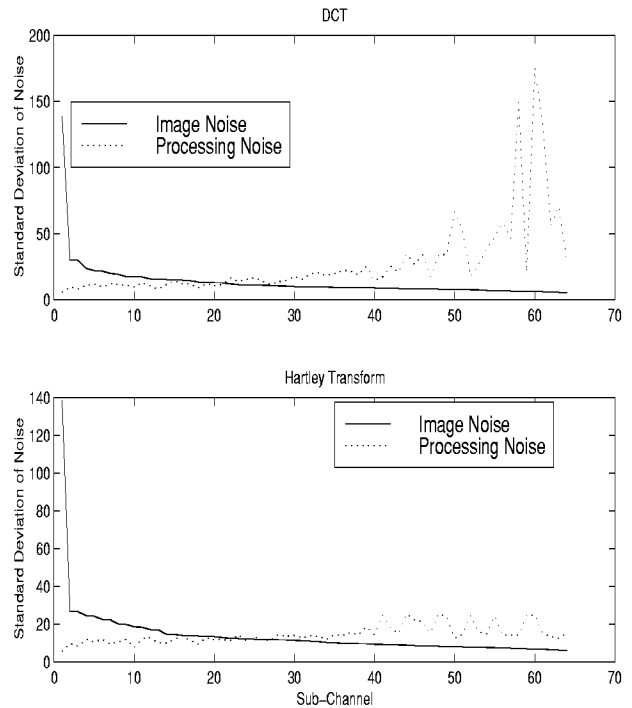 DCT
200
150
100
50
0
Standard Deviation of Noise
Image Noise
Processing Noise
0 10 20 30 40 50 60 70
Hartley Transform
140
120
100
80
60
40
20
0
Standard Deviation of Noise
Image Noise
Processing Noise
0 10 20 30 40 50 60 70
Sub-Channel